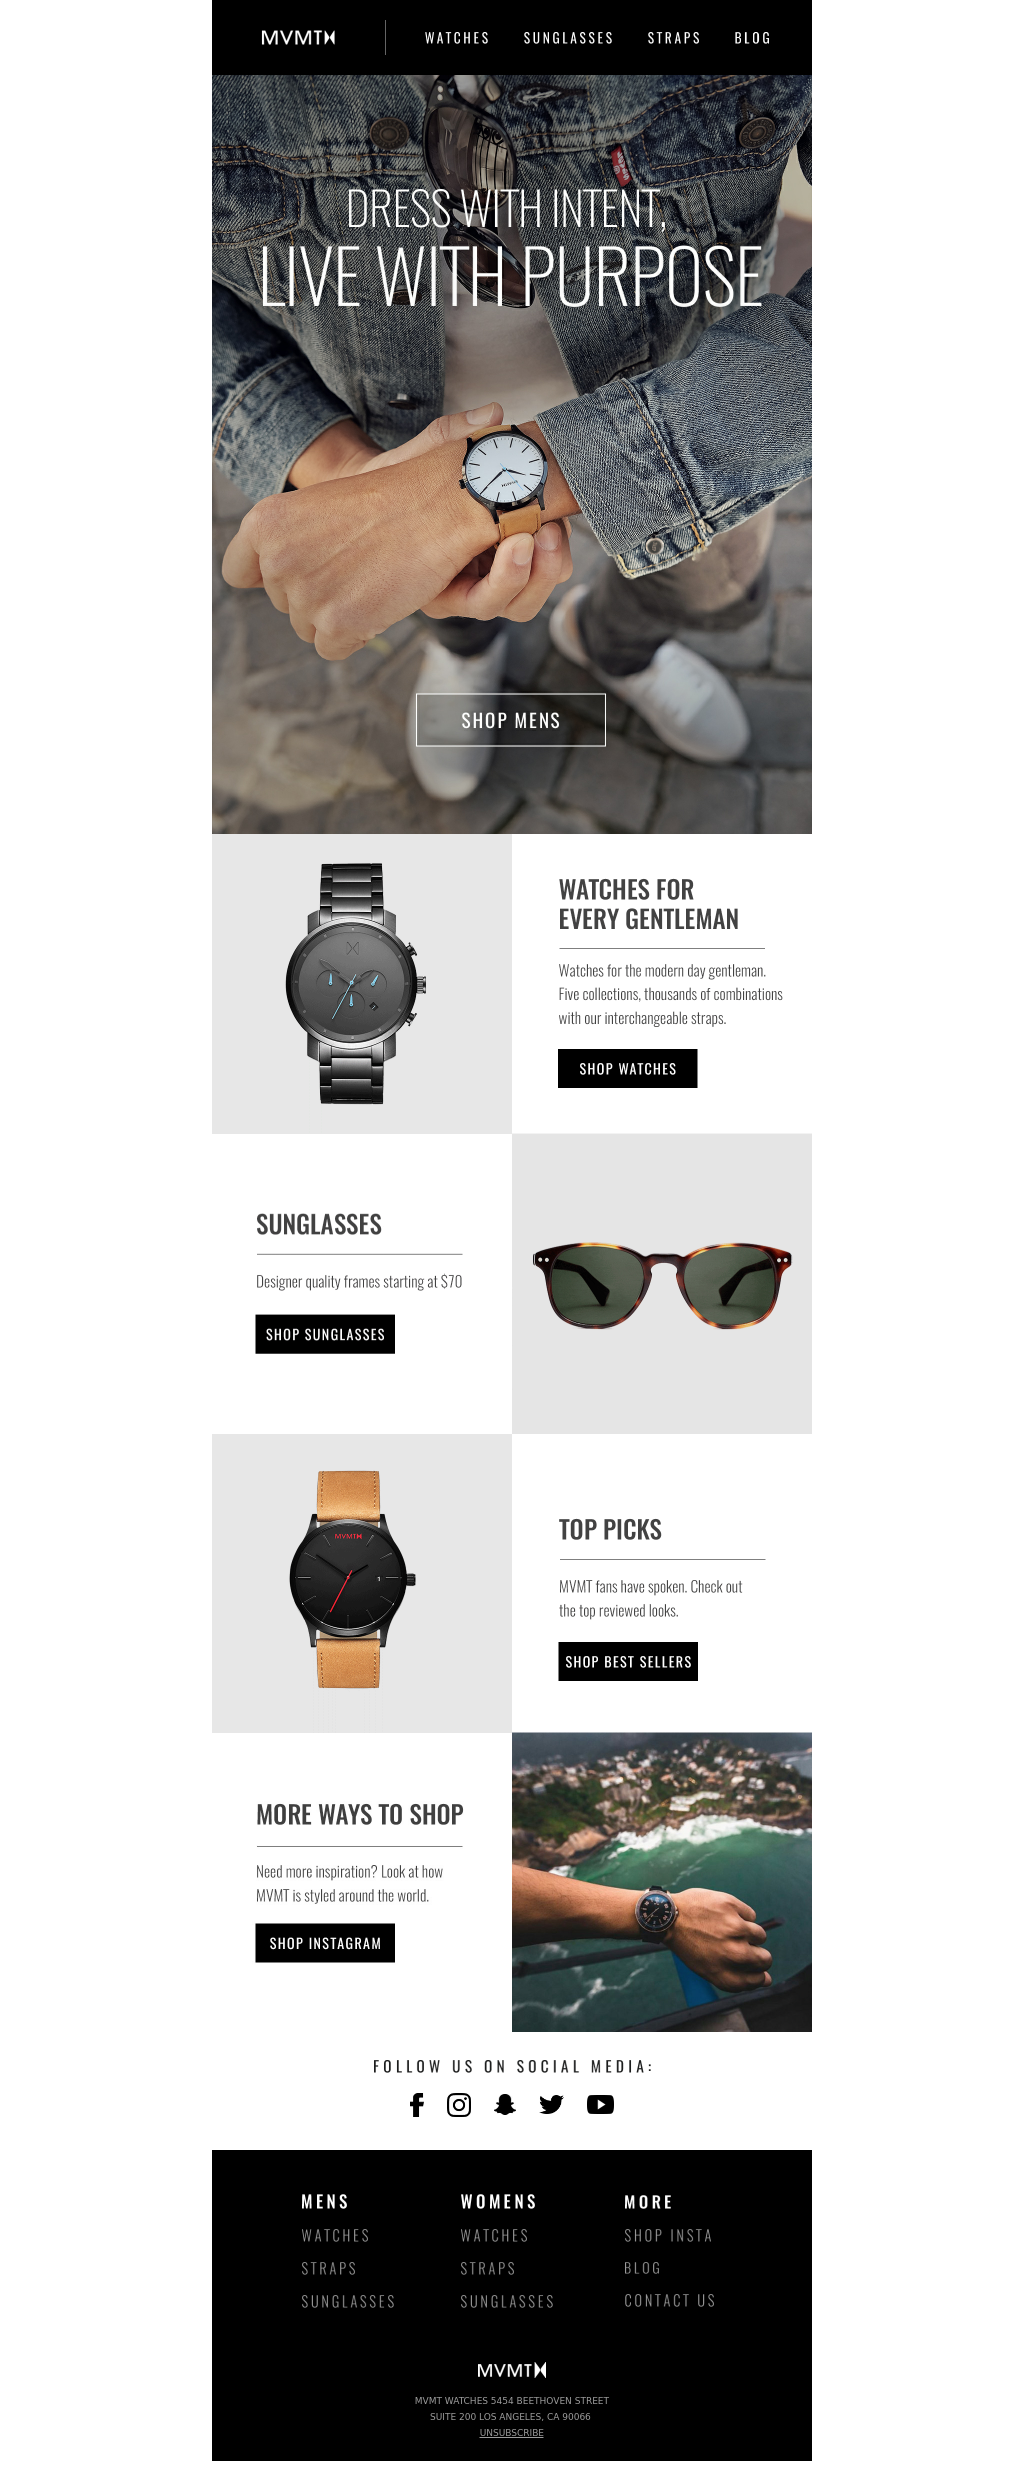 MVMT
WATCHES SUNGLASSES STRAPS BLOG
DRESS WITH INTENT,
LIVE WITH PURPOSE
SHOP MENS
WATCHES FOR
EVERY GENTLEMAN
Watches for the modern day gentleman.
Five collections, thousands of combinations
with our interchangeable straps.
SHOP WATCHES
SUNGLASSES
Designer quality frames starting at $70
SHOP SUNGLASSES
MVMT
TOP PICKS
MVMT fans have spoken. Check out
the top reviewed looks.
SHOP BEST SELLERS
MORE WAYS TO SHOP
Need more inspiration? Look at how
MVMT is styled around the world.
SHOP INSTAGRAM
FOLLOW US ON SOCIAL MEDIA:
MENS
WATCHES
STRAPS
SUNGLASSES
WOMENS
WATCHES
STRAPS
SUNGLASSES
MORE
SHOP INSTA
BLOG
CONTACT US
MVMT
MVMT WATCHES 5454 BEETHOVEN STREET
SUITE 200 LOS ANGELES, CA 90066
UNSUBSCRIBE